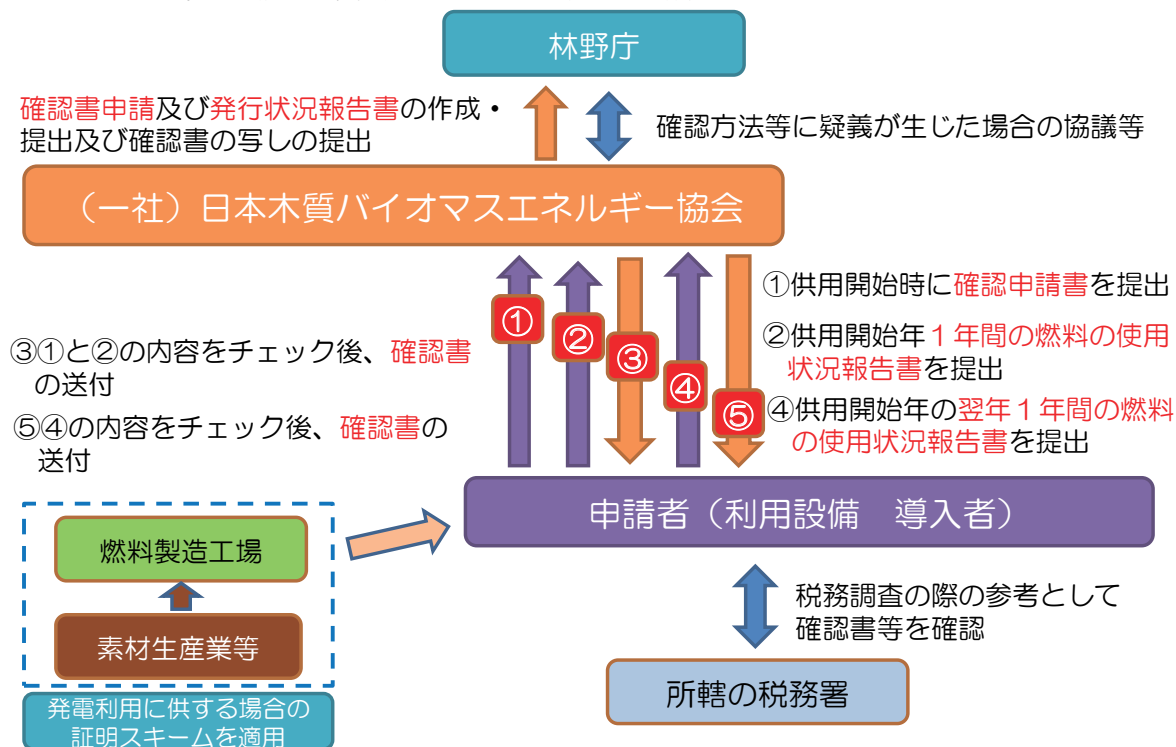 林野庁
確認書申請及び発行状況報告書の作成・
提出及び確認書の写しの提出
確認方法等に疑義が生じた場合の協議等
（一社）日本木質バイオマスエネルギー協会
①
②
③
④
⑤
①供用開始時に確認申請書を提出
②供用開始年１年間の燃料の使用
状況報告書を提出
④供用開始年の翌年１年間の燃料
の使用状況報告書を提出
③①と②の内容をチェック後、確認書
の送付
⑤④の内容をチェック後、確認書の
送付
申請者（利用設備　導入者）
燃料製造工場
素材生産業等
発電利用に供する場合の
証明スキームを適用
税務調査の際の参考として
確認書等を確認
所轄の税務署